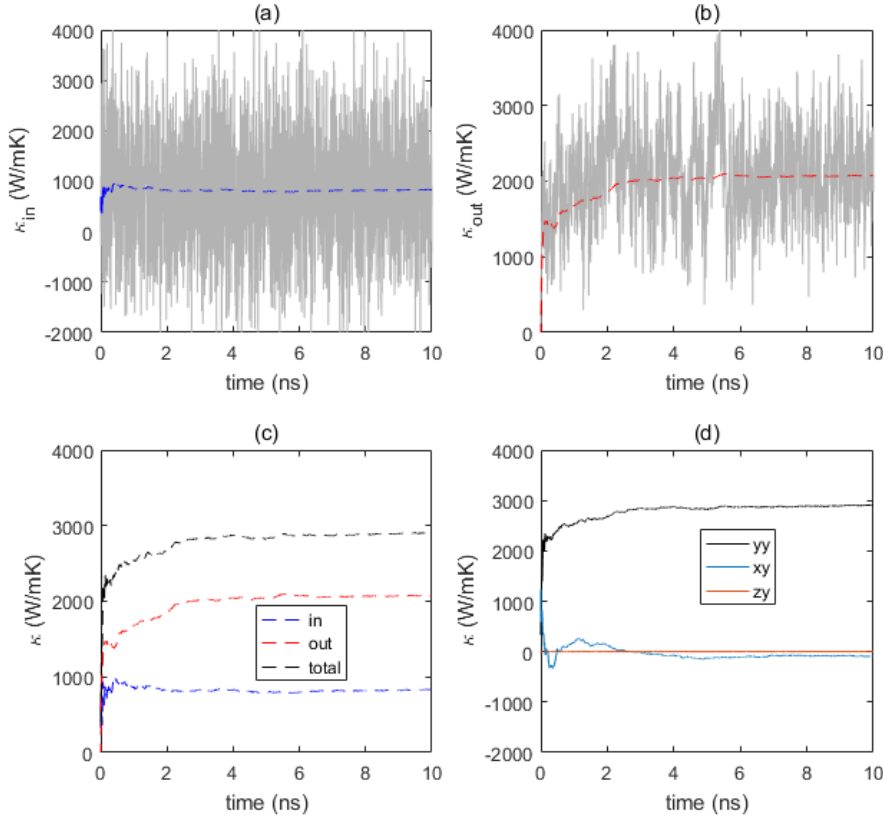 (a)
4000
3000
2000
1000
0
-1000
-2000
κin (W/mK)
0 2 4 6 8 10
time (ns)
(b)
4000
3000
2000
1000
0
κout (W/mK)
0 2 4 6 8 10
time (ns)
(c)
4000
3000
2000
1000
0
κ (W/mK)
in
out
total
0 2 4 6 8 10
time (ns)
(d)
4000
3000
2000
1000
0
-1000
-2000
κ (W/mK)
yy
xy
zy
0 2 4 6 8 10
time (ns)